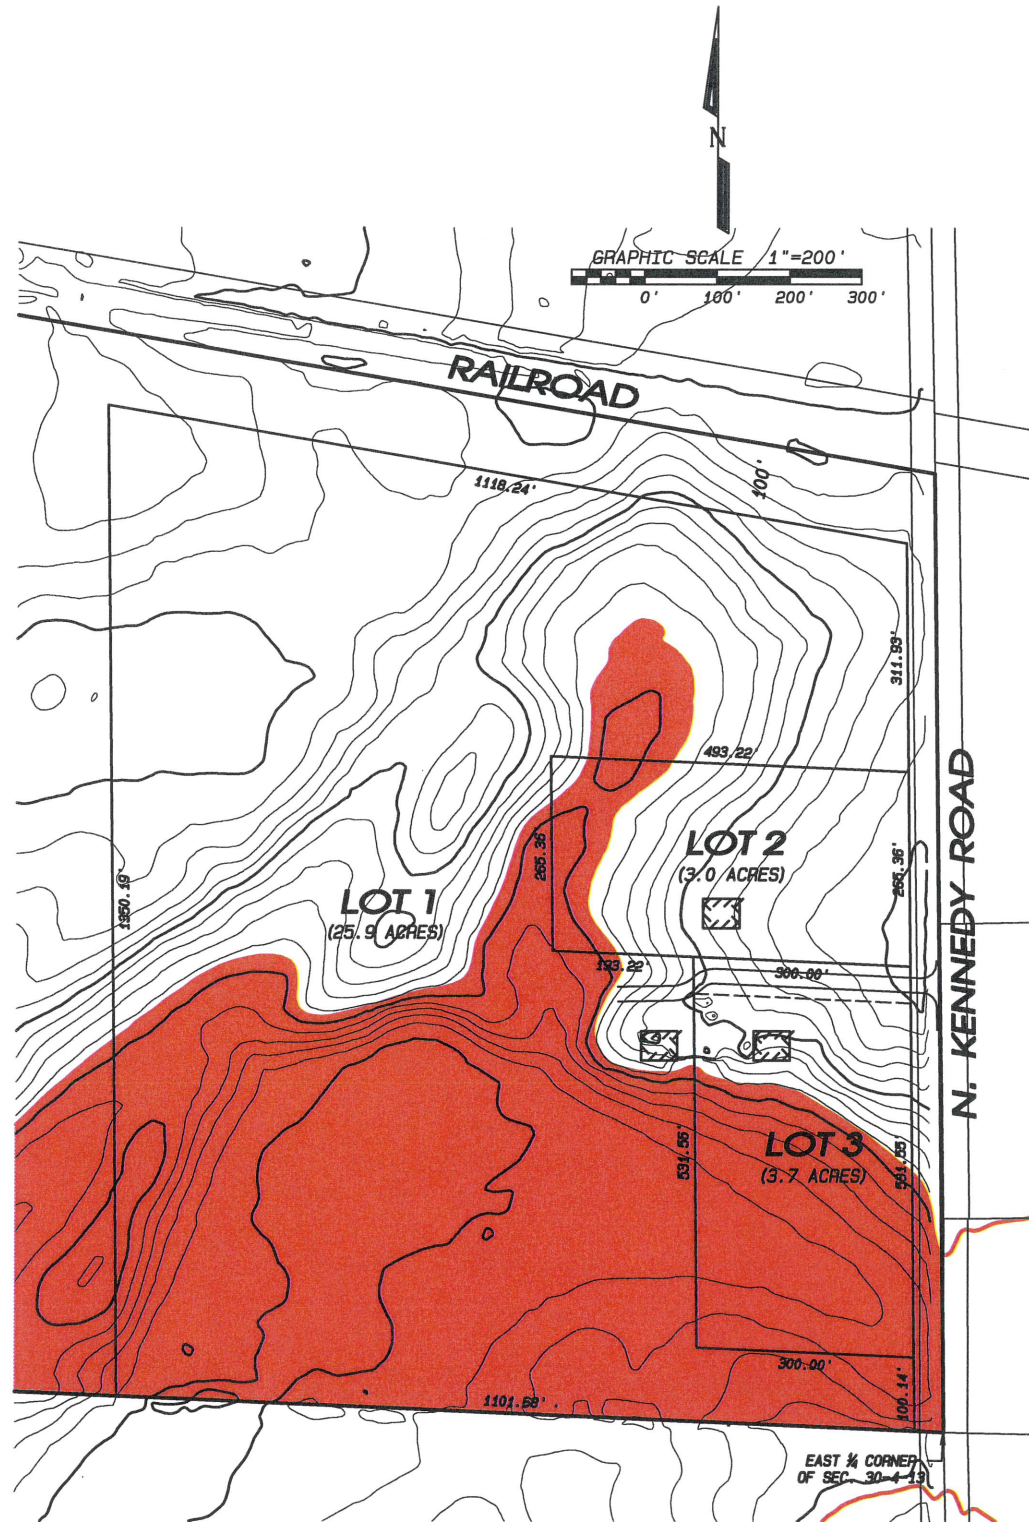 N
GRAPHIC SCALE 1"=200'
0' 100' 200' 300'
RAILROAD
100'
1118.24'
311.93'
493.22'
LOT 2
(3.0 ACRES)
265.36'
265.36'
1350.19'
LOT 1
(25.9 ACRES)
193.22'
300.00'
N. KENNEDY ROAD
LOT 3
(3.7 ACRES)
531.55'
531.55'
300.00'
100.14'
1101.68'
EAST ¼ CORNER
OF SEC. 30-4-13